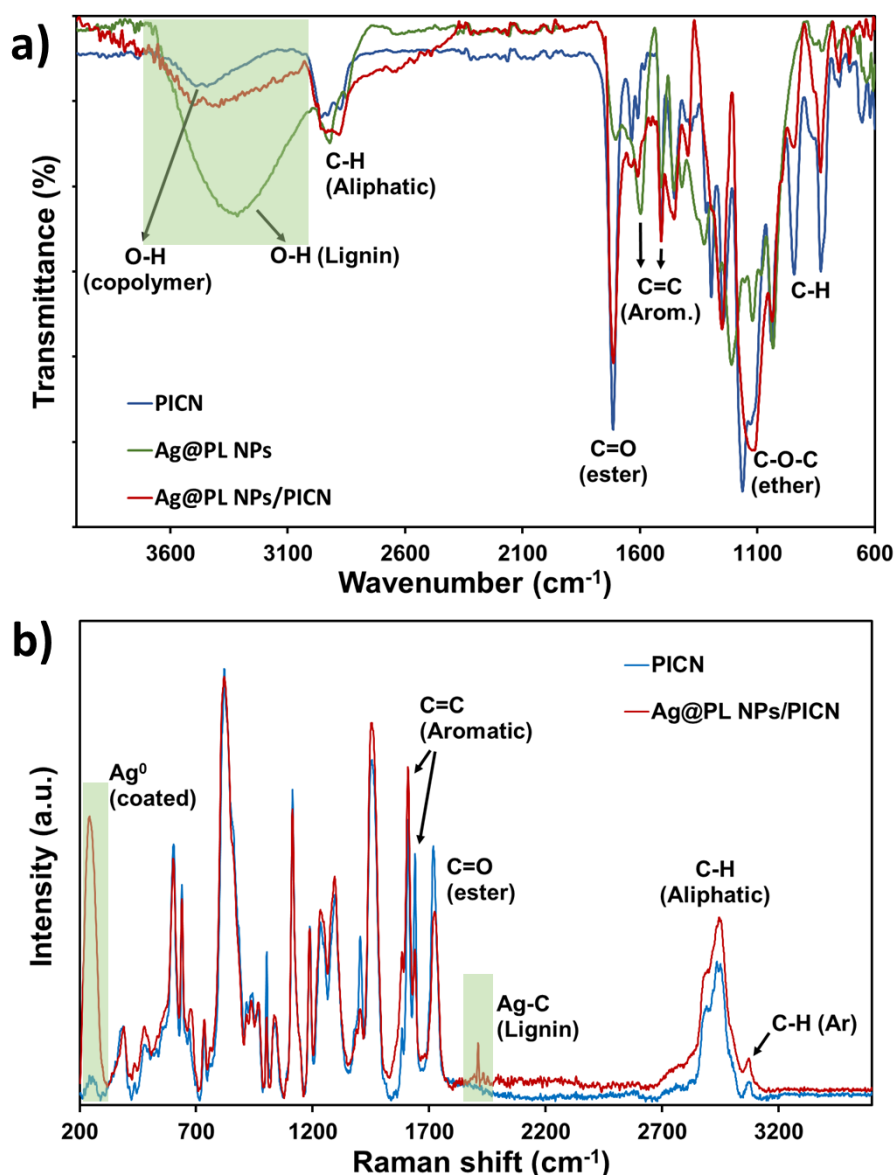 a)
Transmittance (%)
O-H
(copolymer)
O-H (Lignin)
C-H
(Aliphatic)
C=C
(Arom.)
C-H
C=O
(ester)
C-O-C
(ether)
PICN
Ag@PL NPs
Ag@PL NPs/PICN
3600 3100 2600 2100 1600 1100 600
Wavenumber (cm⁻¹)
b)
Intensity (a.u.)
PICN
Ag@PL NPs/PICN
Ag⁰
(coated)
C=C
(Aromatic)
C=O
(ester)
Ag-C
(Lignin)
C-H
(Aliphatic)
C-H (Ar)
200 700 1200 1700 2200 2700 3200
Raman shift (cm⁻¹)